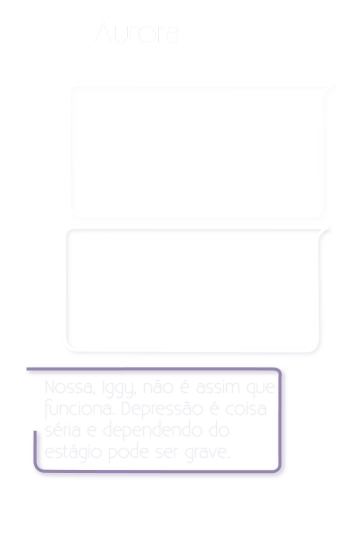 Aurora
Nossa, Iggy, não é assim que
funciona. Depressão é coisa
séria e dependendo do
estágio pode ser grave.